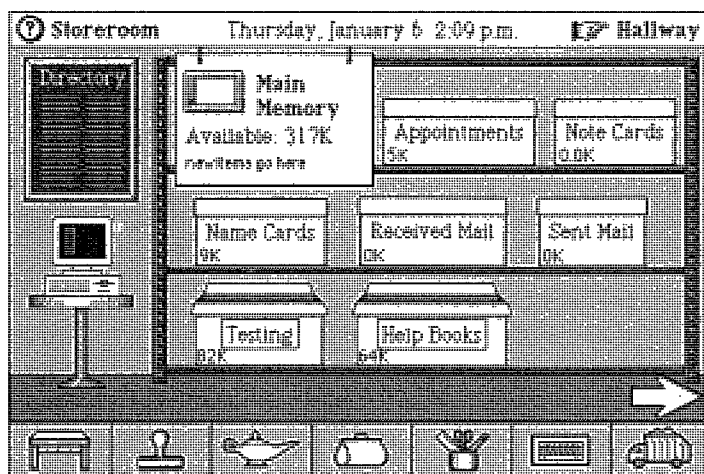 Storeroom
Thursday, January 6 2:09 p.m.
Hallway
Directory
Main
Memory
Available: 317K
new items go here
Appointments
5K
Note Cards
0.0K
Name Cards
9K
Received Mail
0K
Sent Mail
0K
Testing
82K
Help Books
64K